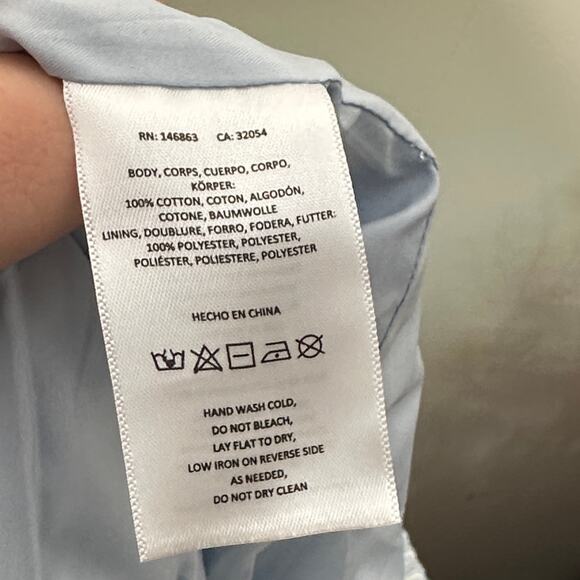 RN: 146863 CA: 32054
BODY, CORPS, CUERPO, CORPO,
KÖRPER:
100% COTTON, COTON, ALGODÓN,
COTONE, BAUMWOLLE
LINING, DOUBLURE, FORRO, FODERA, FUTTER:
100% POLYESTER, POLYESTER,
POLIÉSTER, POLIESTERE, POLYESTER
HECHO EN CHINA
HAND WASH COLD,
DO NOT BLEACH,
LAY FLAT TO DRY,
LOW IRON ON REVERSE SIDE
AS NEEDED,
DO NOT DRY CLEAN